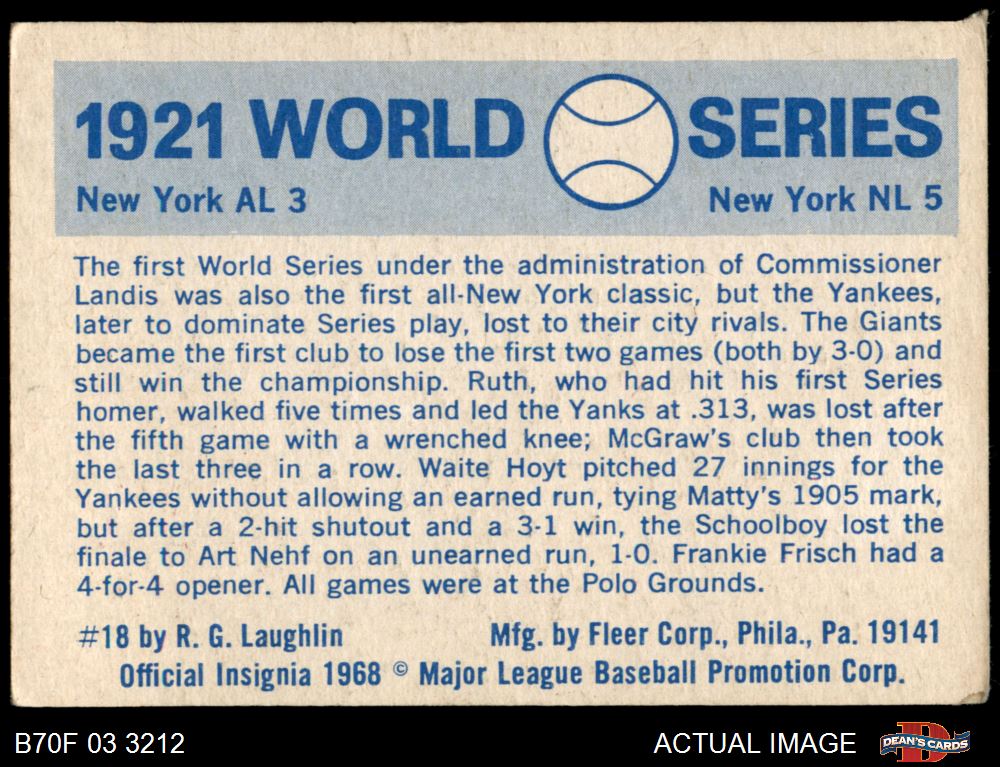 1921 WORLD SERIES
New York AL 3 New York NL 5
The first World Series under the administration of Commissioner
Landis was also the first all-New York classic, but the Yankees,
later to dominate Series play, lost to their city rivals. The Giants
became the first club to lose the first two games (both by 3-0) and
still win the championship. Ruth, who had hit his first Series
homer, walked five times and led the Yanks at .313, was lost after
the fifth game with a wrenched knee; McGraw's club then took
the last three in a row. Waite Hoyt pitched 27 innings for the
Yankees without allowing an earned run, tying Matty's 1905 mark,
but after a 2-hit shutout and a 3-1 win, the Schoolboy lost the
finale to Art Nehf on an unearned run, 1-0. Frankie Frisch had a
4-for-4 opener. All games were at the Polo Grounds.
#18 by R. G. Laughlin Mfg. by Fleer Corp., Phila., Pa. 19141
Official Insignia 1968 © Major League Baseball Promotion Corp.
B70F 03 3212 ACTUAL IMAGE D DEAN'S CARDS